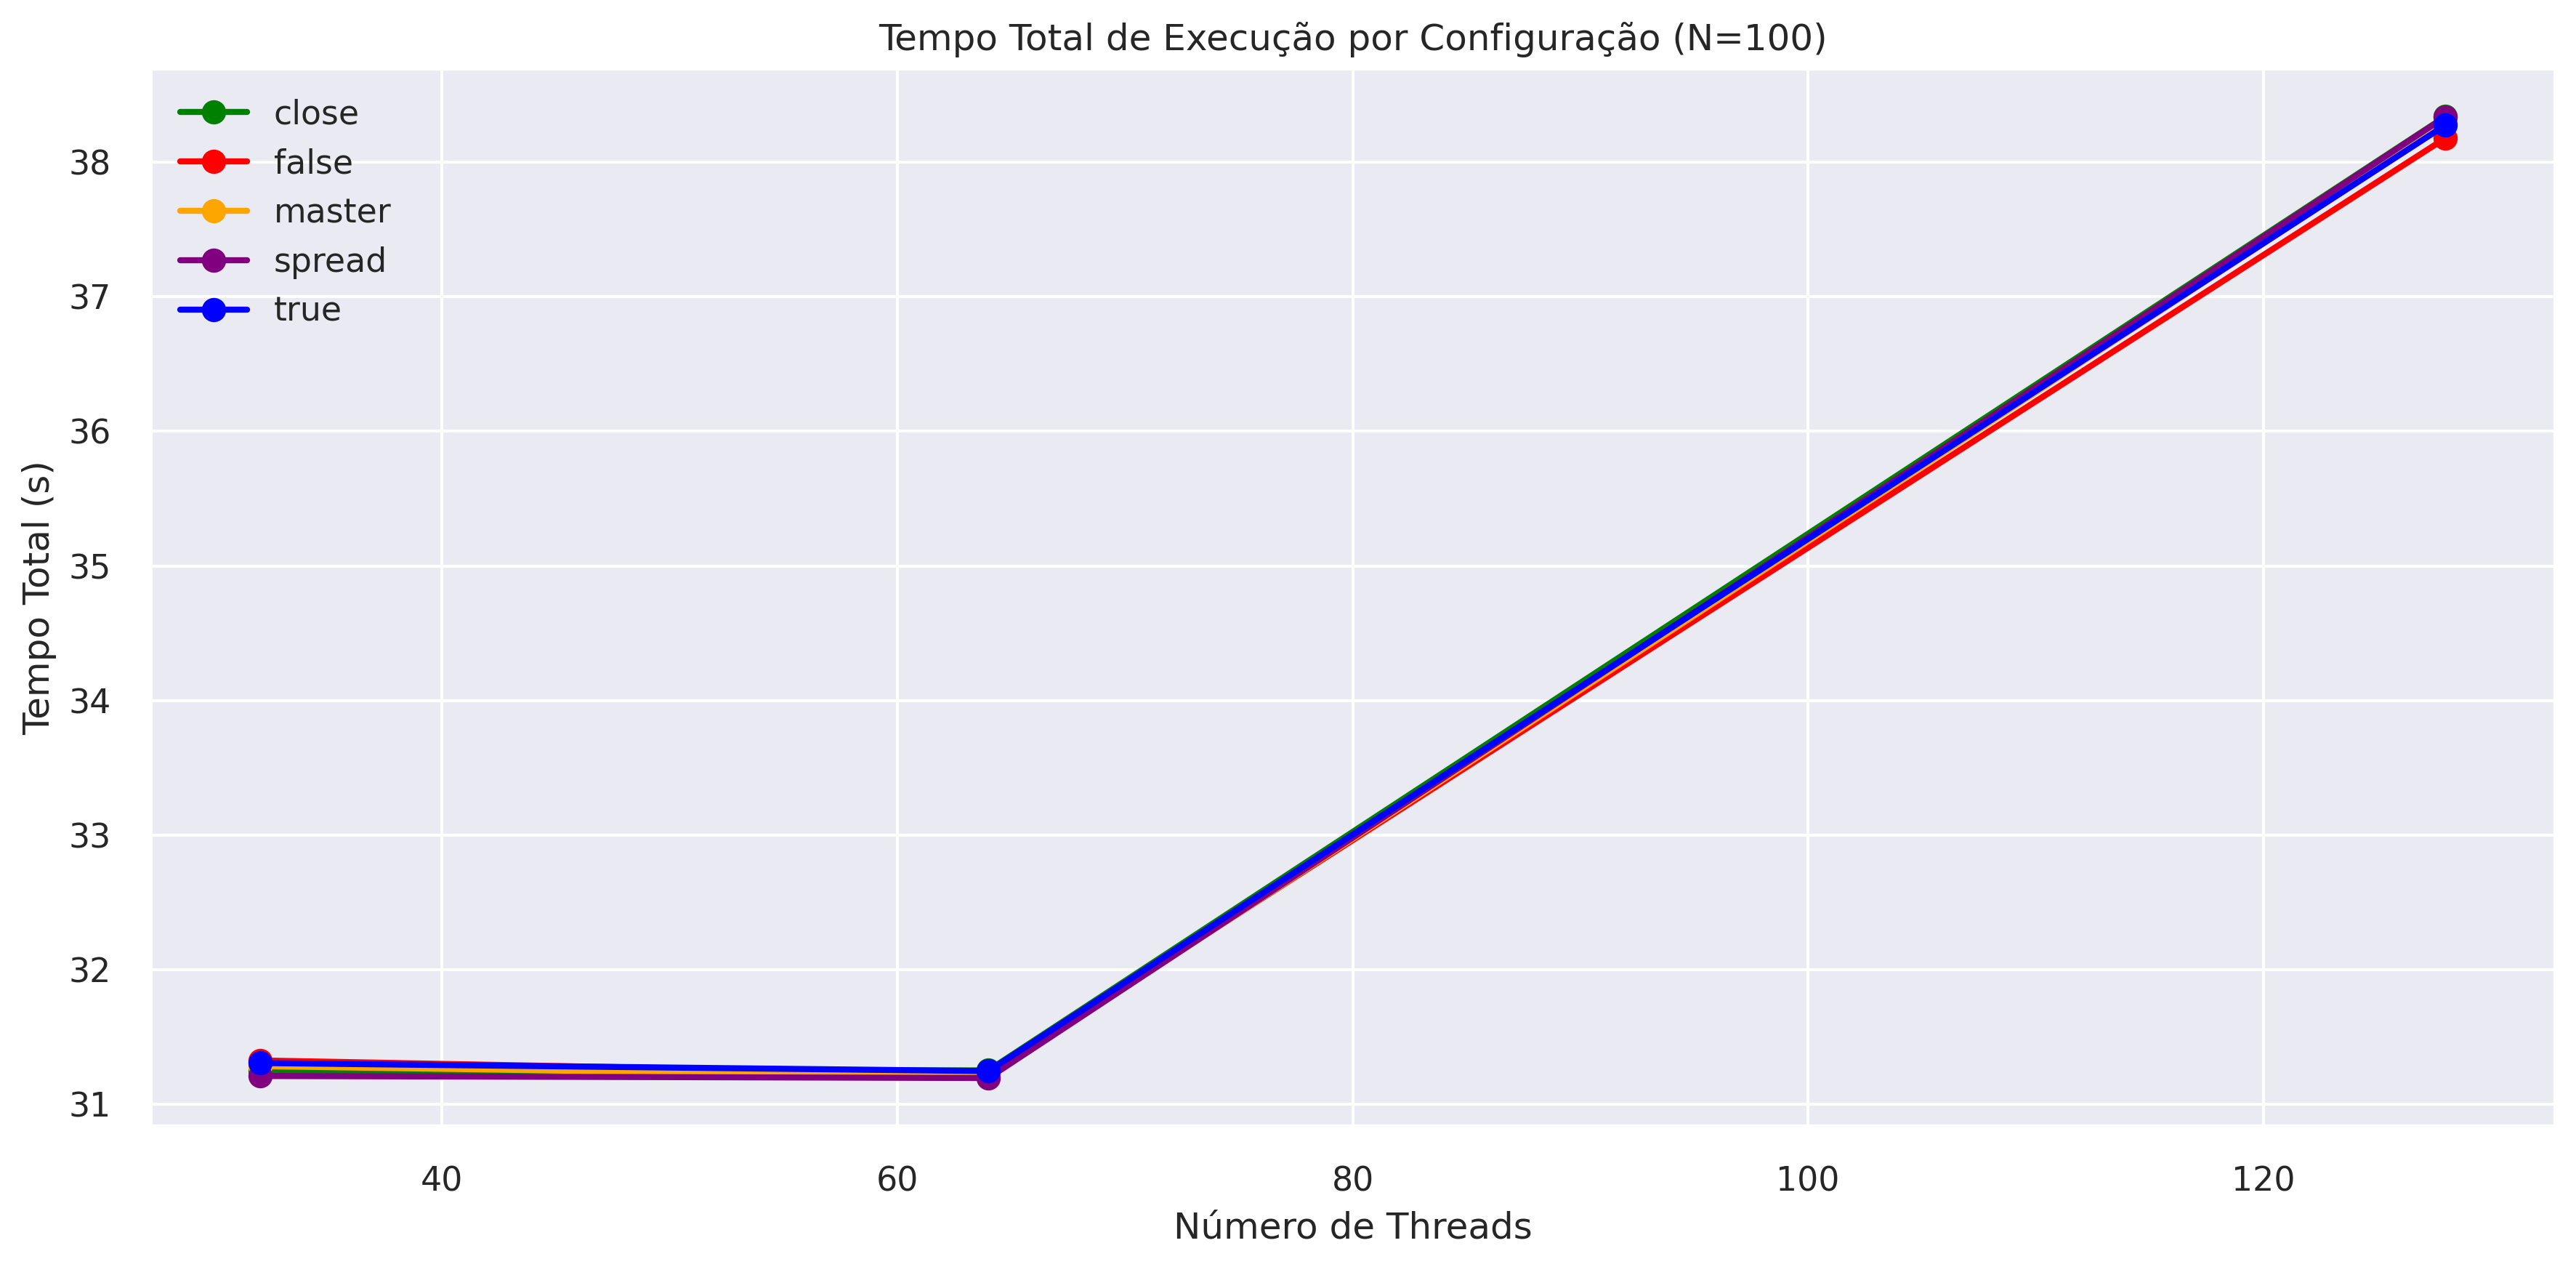 Tempo Total de Execução por Configuração (N=100)
close
false
master
spread
true
38
37
36
35
34
33
32
31
Tempo Total (s)
40 60 80 100 120
Número de Threads